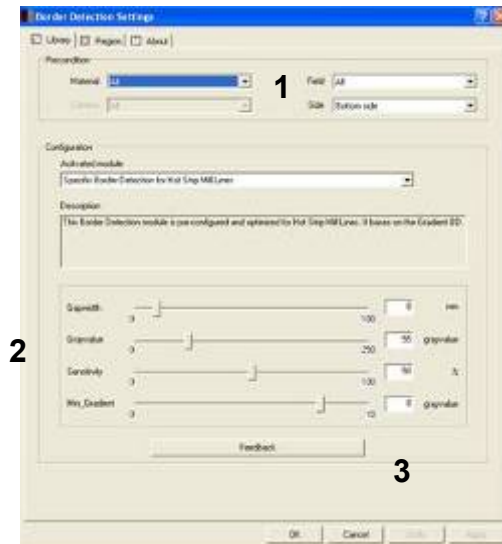 Border Detection Settings
Library Region About
Precondition
Material All Field All
1
Camera All Side Bottom side
Configuration
Activated module
Specific Border Detection for Hot Strip Mill Lines
Description
This Border Detection module is pre-configured and optimized for Hot Strip Mill Lines. It bases on the Gradient BD.
Gapwidth 0 100 mm
2
Grayvalue 0 250 55 grayvalue
Sensitivity 0 100 50 %
Min_Gradient 0 10 8 grayvalue
Feedback
3
OK Cancel Apply